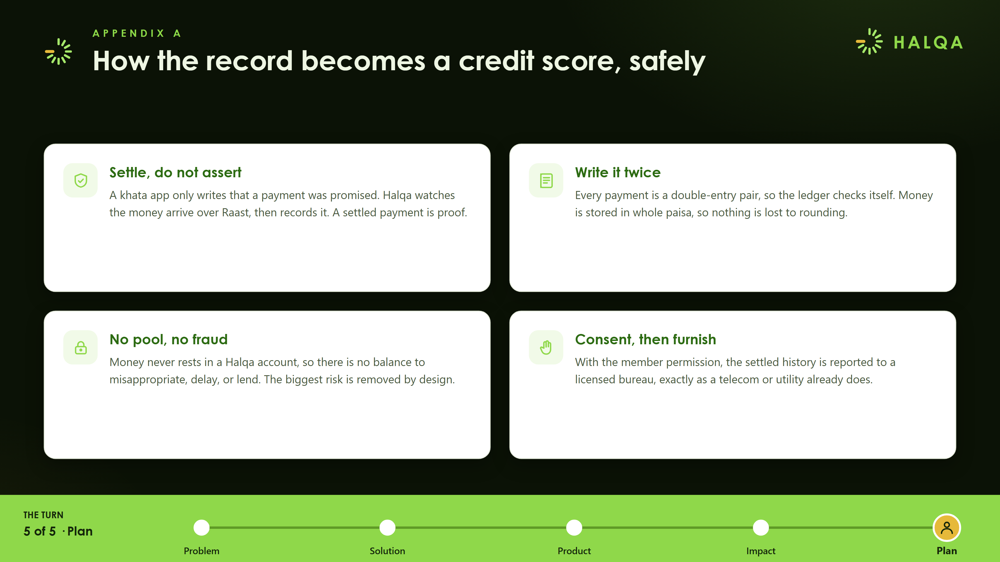 APPENDIX A
How the record becomes a credit score, safely
HALQA
Settle, do not assert
A khata app only writes that a payment was promised. Halqa watches
the money arrive over Raast, then records it. A settled payment is proof.
Write it twice
Every payment is a double-entry pair, so the ledger checks itself. Money
is stored in whole paisa, so nothing is lost to rounding.
No pool, no fraud
Money never rests in a Halqa account, so there is no balance to
misappropriate, delay, or lend. The biggest risk is removed by design.
Consent, then furnish
With the member permission, the settled history is reported to a
licensed bureau, exactly as a telecom or utility already does.
THE TURN
5 of 5 · Plan
Problem
Solution
Product
Impact
Plan